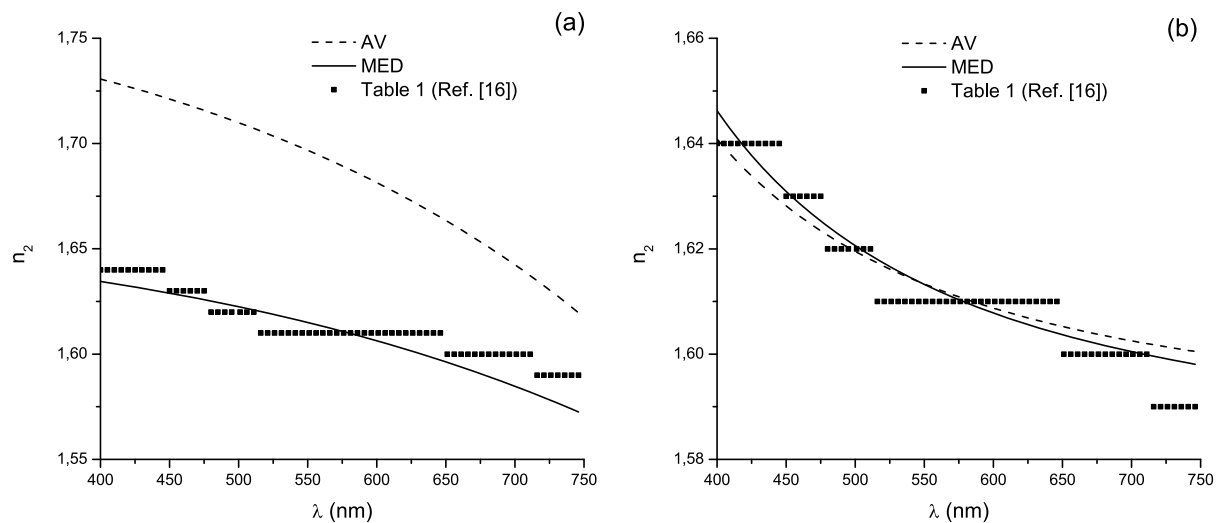 (a)
AV
MED
Table 1 (Ref. [16])
1,75
1,70
1,65
1,60
1,55
n₂
400 450 500 550 600 650 700 750
λ (nm)
(b)
AV
MED
Table 1 (Ref. [16])
1,66
1,64
1,62
1,60
1,58
n₂
400 450 500 550 600 650 700 750
λ (nm)